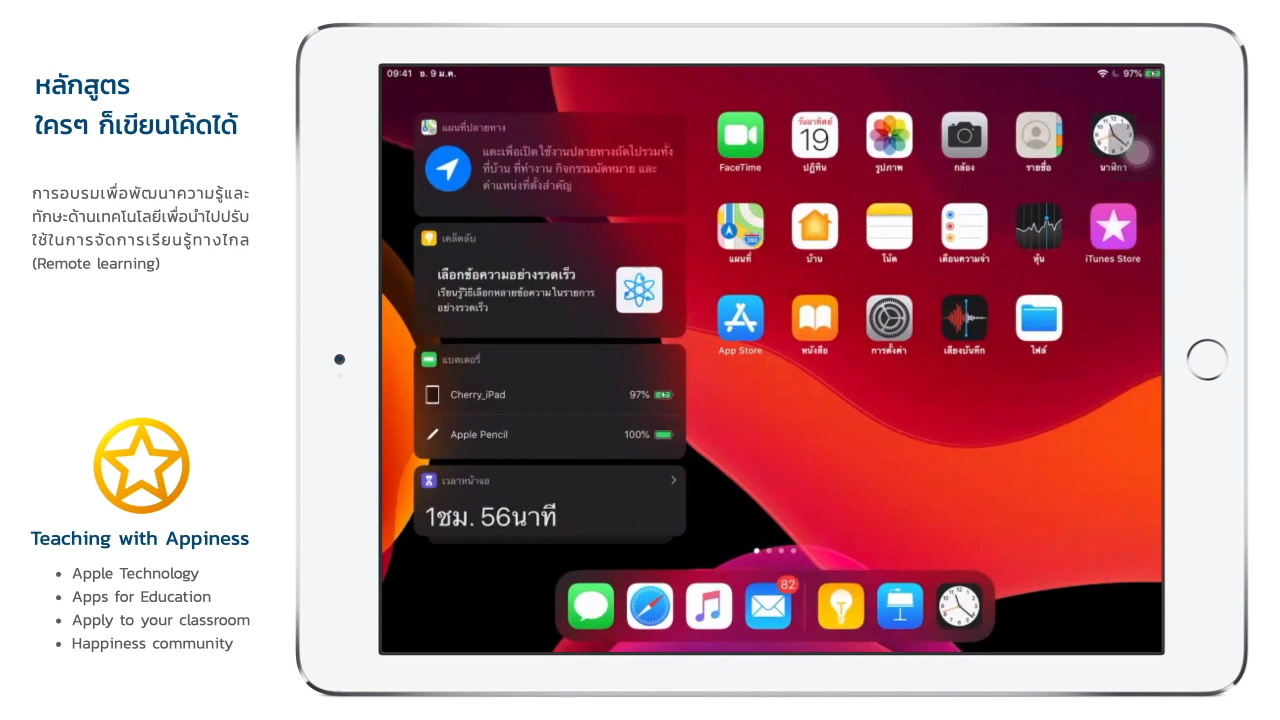 หลักสูตร
ใครๆ ก็เขียนโค้ดได้
การอบรมเพื่อพัฒนาความรู้และ
ทักษะด้านเทคโนโลยีเพื่อนำไปปรับ
ใช้ในการจัดการเรียนรู้ทางไกล
(Remote learning)
Teaching with Appiness
• Apple Technology
• Apps for Education
• Apply to your classroom
• Happiness community
09:41 อ. 9 ม.ค.
97%
แผนที่ปลายทาง
แตะเพื่อเปิดใช้งานปลายทางถัดไปรวมทั้ง
ที่บ้าน ที่ทำงาน กิจกรรมนัดหมาย และ
ตำแหน่งที่ตั้งสำคัญ
เคล็ดลับ
เลือกข้อความอย่างรวดเร็ว
เรียนรู้วิธีเลือกหลายข้อความในรายการ
อย่างรวดเร็ว
แบตเตอรี่
Cherry_iPad 97%
Apple Pencil 100%
เวลาหน้าจอ
1ชม. 56นาที
วันอาทิตย์
19
FaceTime ปฏิทิน รูปภาพ กล้อง รายชื่อ นาฬิกา
280
แผนที่ บ้าน โน้ต เตือนความจำ หุ้น iTunes Store
App Store หนังสือ การตั้งค่า เสียงบันทึก ไฟล์
82